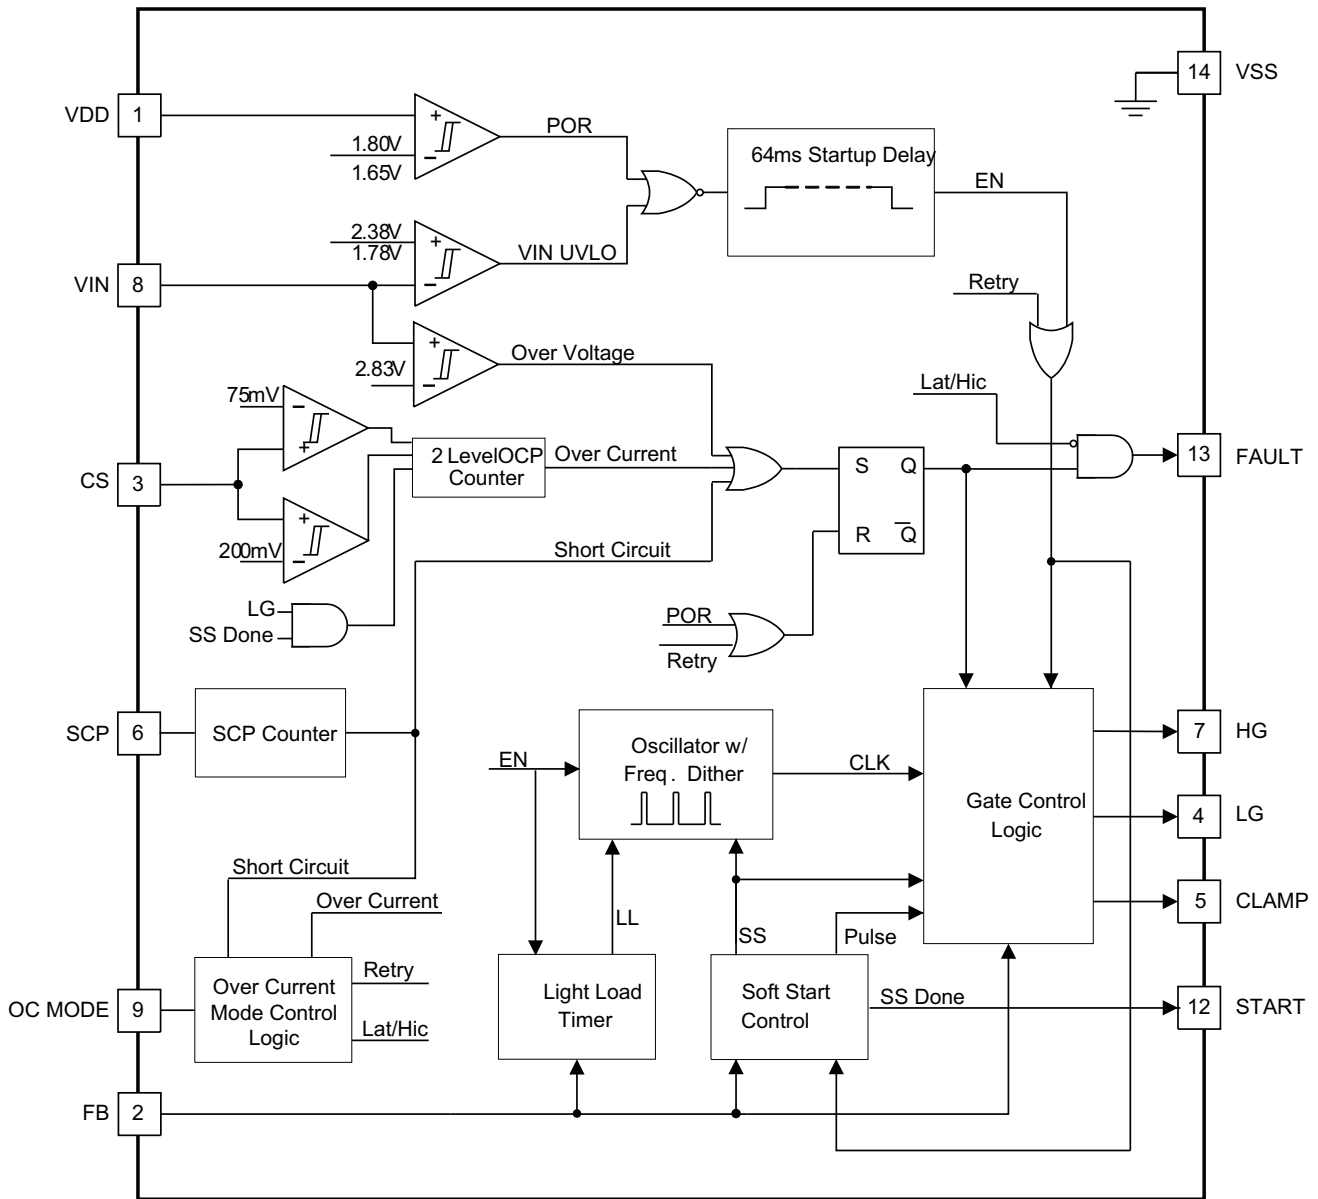 14 VSS
VDD 1
+
POR
1.80V
−
1.65V
64ms Startup Delay
EN
2.38V
+
1.78V
VIN UVLO
VIN 8
−
Retry
+
Over Voltage
2.83V
−
Lat/Hic
75mV
−
+
2 LevelOCP
Counter
Over Current
S Q
R Q̅
13 FAULT
CS 3
+
200mV
−
Short Circuit
LG
SS Done
POR
Retry
SCP 6
SCP Counter
Oscillator w/
Freq. Dither
EN
CLK
Gate Control
Logic
7 HG
4 LG
5 CLAMP
Short Circuit
Over Current
LL
SS
Pulse
OC MODE 9
Over Current
Mode Control
Logic
Retry
Lat/Hic
Light Load
Timer
Soft Start
Control
SS Done
12 START
FB 2